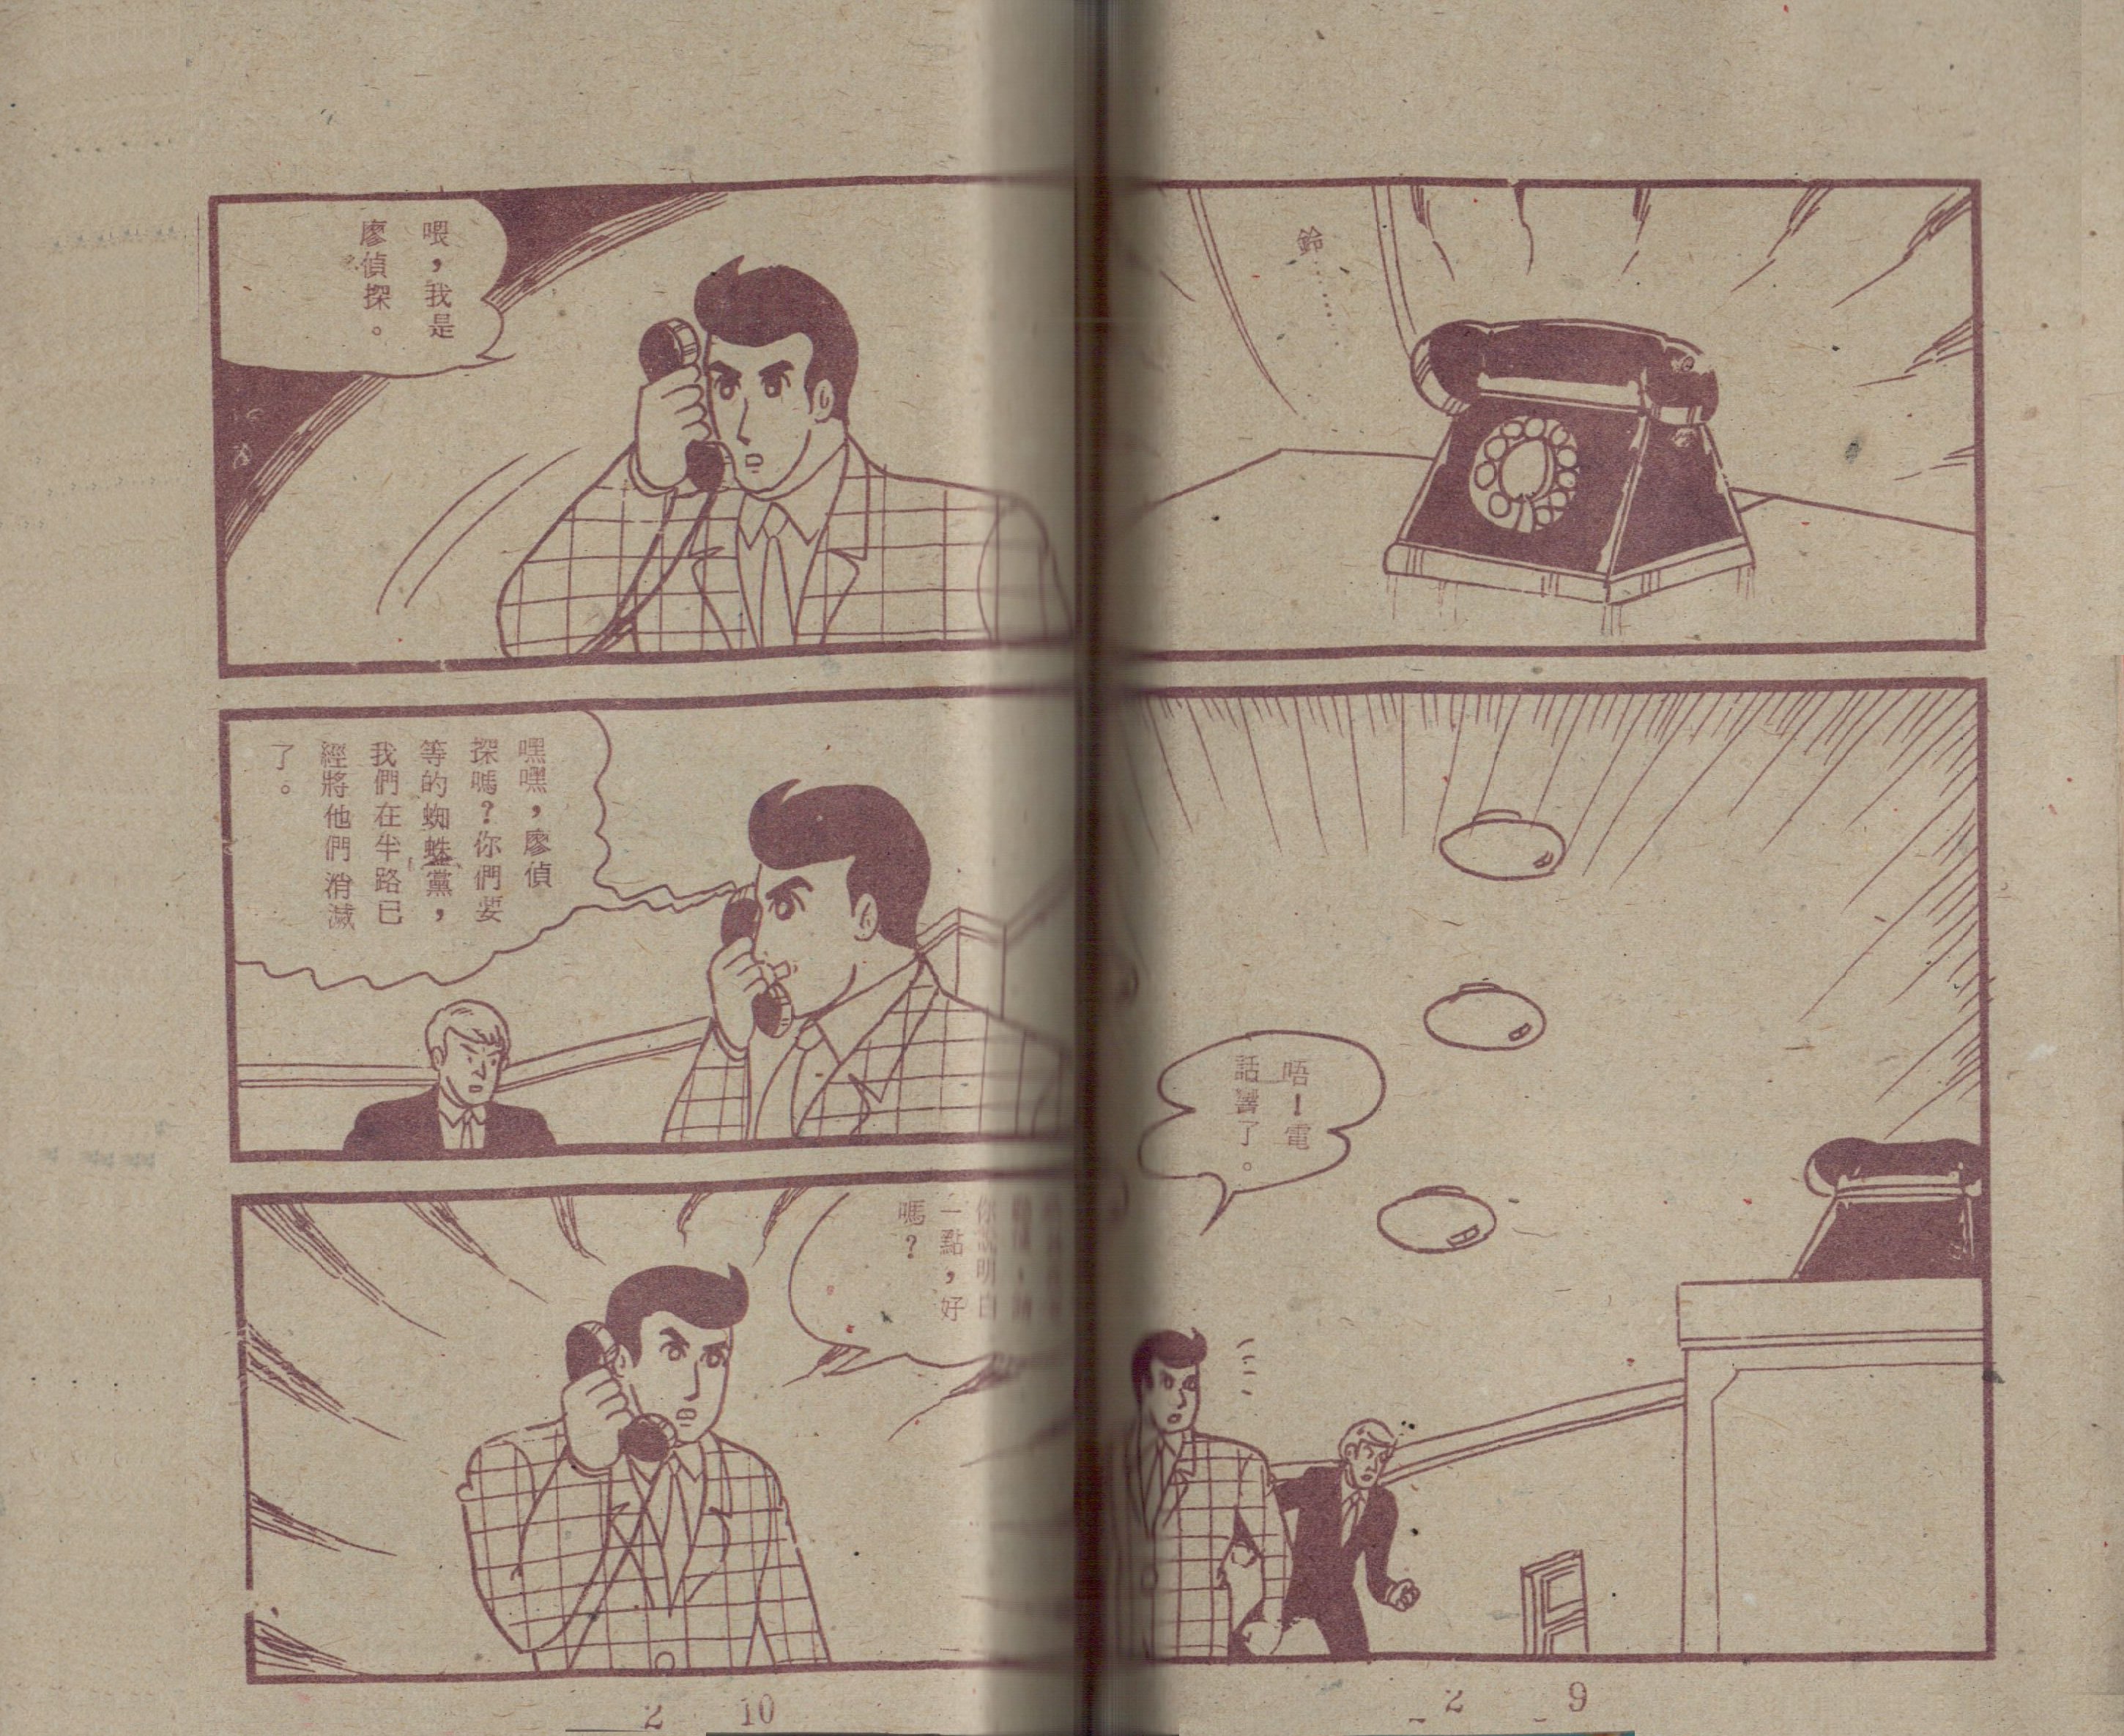 鈴⋯⋯
唔！電
話響了。
2 9
喂，我是
廖偵探。
嘿嘿，廖偵
探嗎？你們要
等的蜘蛛黨，
我們在半路已
經將他們消滅
了。
明白
一點，好
嗎？
2 10